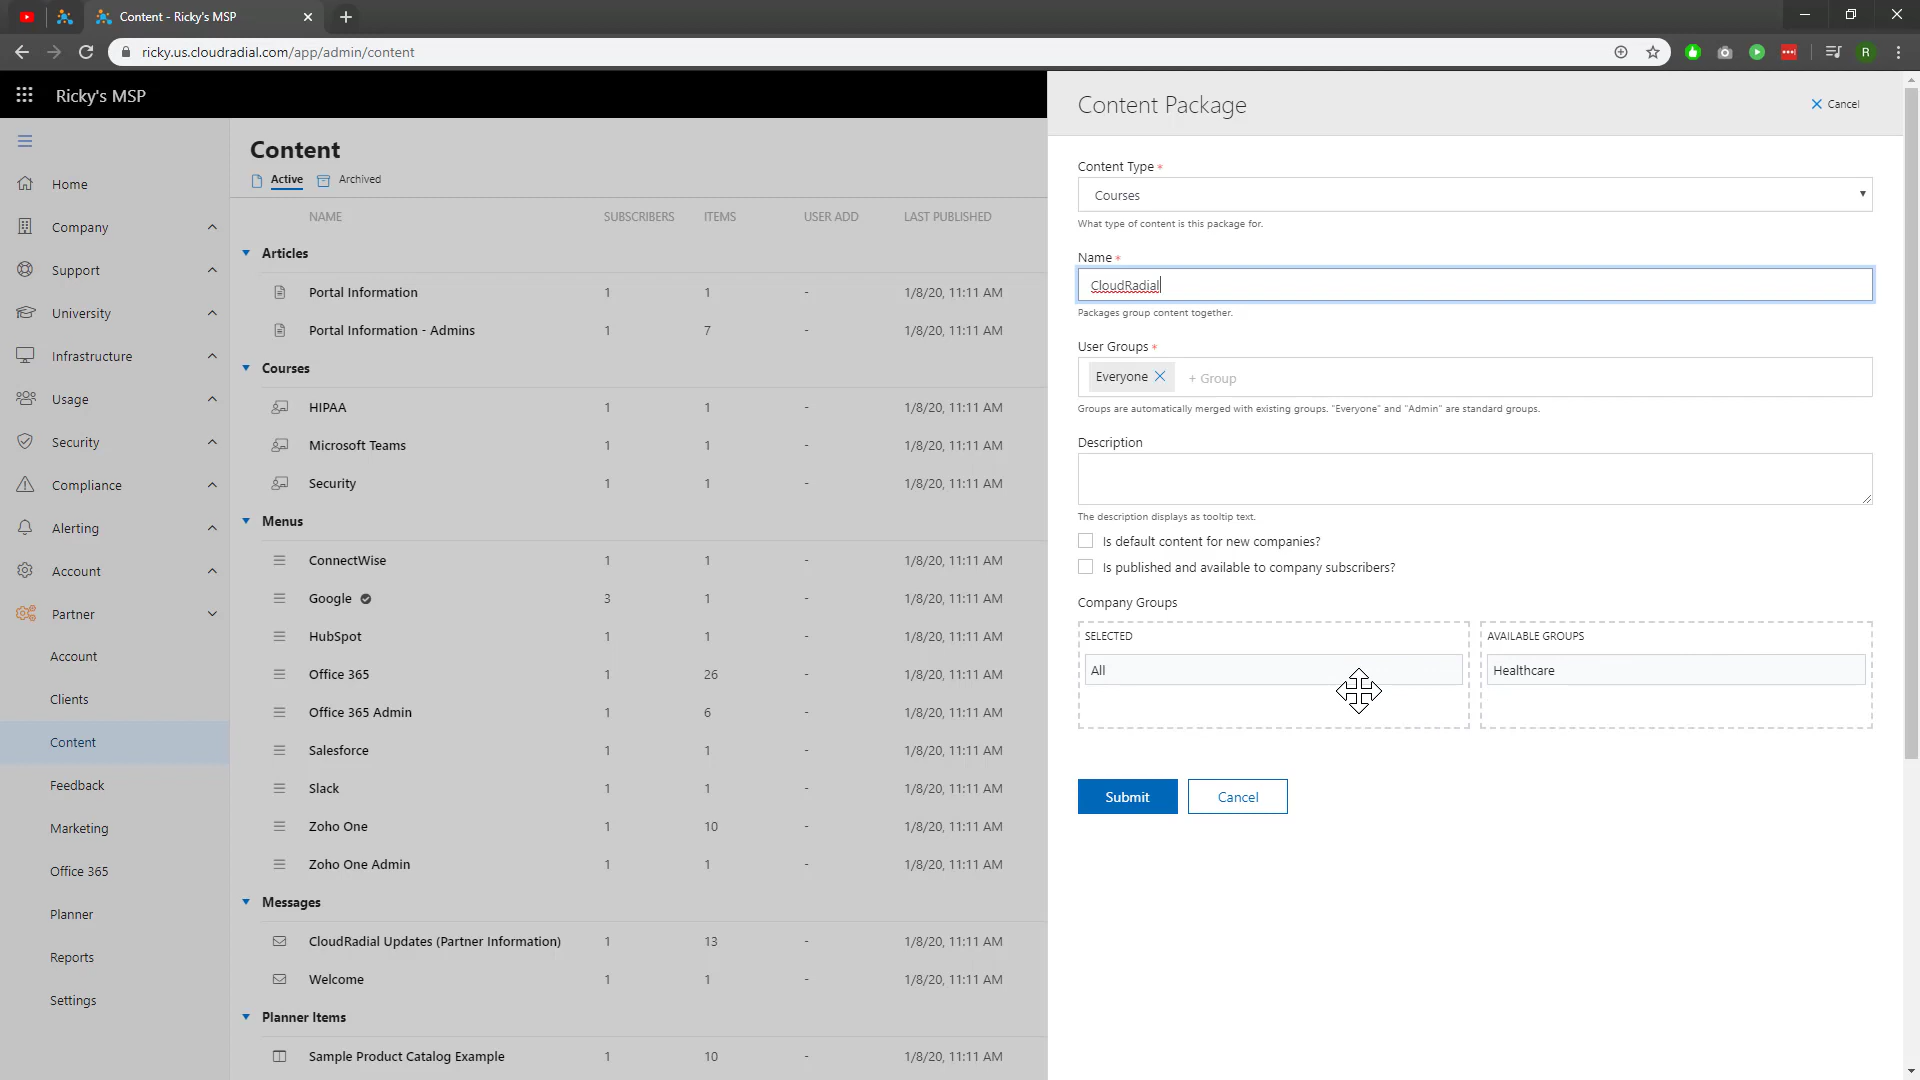 Content - Ricky's MSP
ricky.us.cloudradial.com/app/admin/content
R
Ricky's MSP
Home
Company
Support
University
Infrastructure
Usage
Security
Compliance
Alerting
Account
Partner
Account
Clients
Content
Feedback
Marketing
Office 365
Planner
Reports
Settings
Content
Active Archived
NAME SUBSCRIBERS ITEMS USER ADD LAST PUBLISHED
Articles
Portal Information 1 1 - 1/8/20, 11:11 AM
Portal Information - Admins 1 7 - 1/8/20, 11:11 AM
Courses
HIPAA 1 1 - 1/8/20, 11:11 AM
Microsoft Teams 1 1 - 1/8/20, 11:11 AM
Security 1 1 - 1/8/20, 11:11 AM
Menus
ConnectWise 1 1 - 1/8/20, 11:11 AM
Google 3 1 - 1/8/20, 11:11 AM
HubSpot 1 1 - 1/8/20, 11:11 AM
Office 365 1 26 - 1/8/20, 11:11 AM
Office 365 Admin 1 6 - 1/8/20, 11:11 AM
Salesforce 1 1 - 1/8/20, 11:11 AM
Slack 1 1 - 1/8/20, 11:11 AM
Zoho One 1 10 - 1/8/20, 11:11 AM
Zoho One Admin 1 1 - 1/8/20, 11:11 AM
Messages
CloudRadial Updates (Partner Information) 1 13 - 1/8/20, 11:11 AM
Welcome 1 1 - 1/8/20, 11:11 AM
Planner Items
Sample Product Catalog Example 1 10 - 1/8/20, 11:11 AM
Content Package
Cancel
Content Type *
Courses
What type of content is this package for.
Name *
CloudRadial
Packages group content together.
User Groups *
Everyone + Group
Groups are automatically merged with existing groups. "Everyone" and "Admin" are standard groups.
Description
The description displays as tooltip text.
Is default content for new companies?
Is published and available to company subscribers?
Company Groups
SELECTED
All
AVAILABLE GROUPS
Healthcare
Submit
Cancel